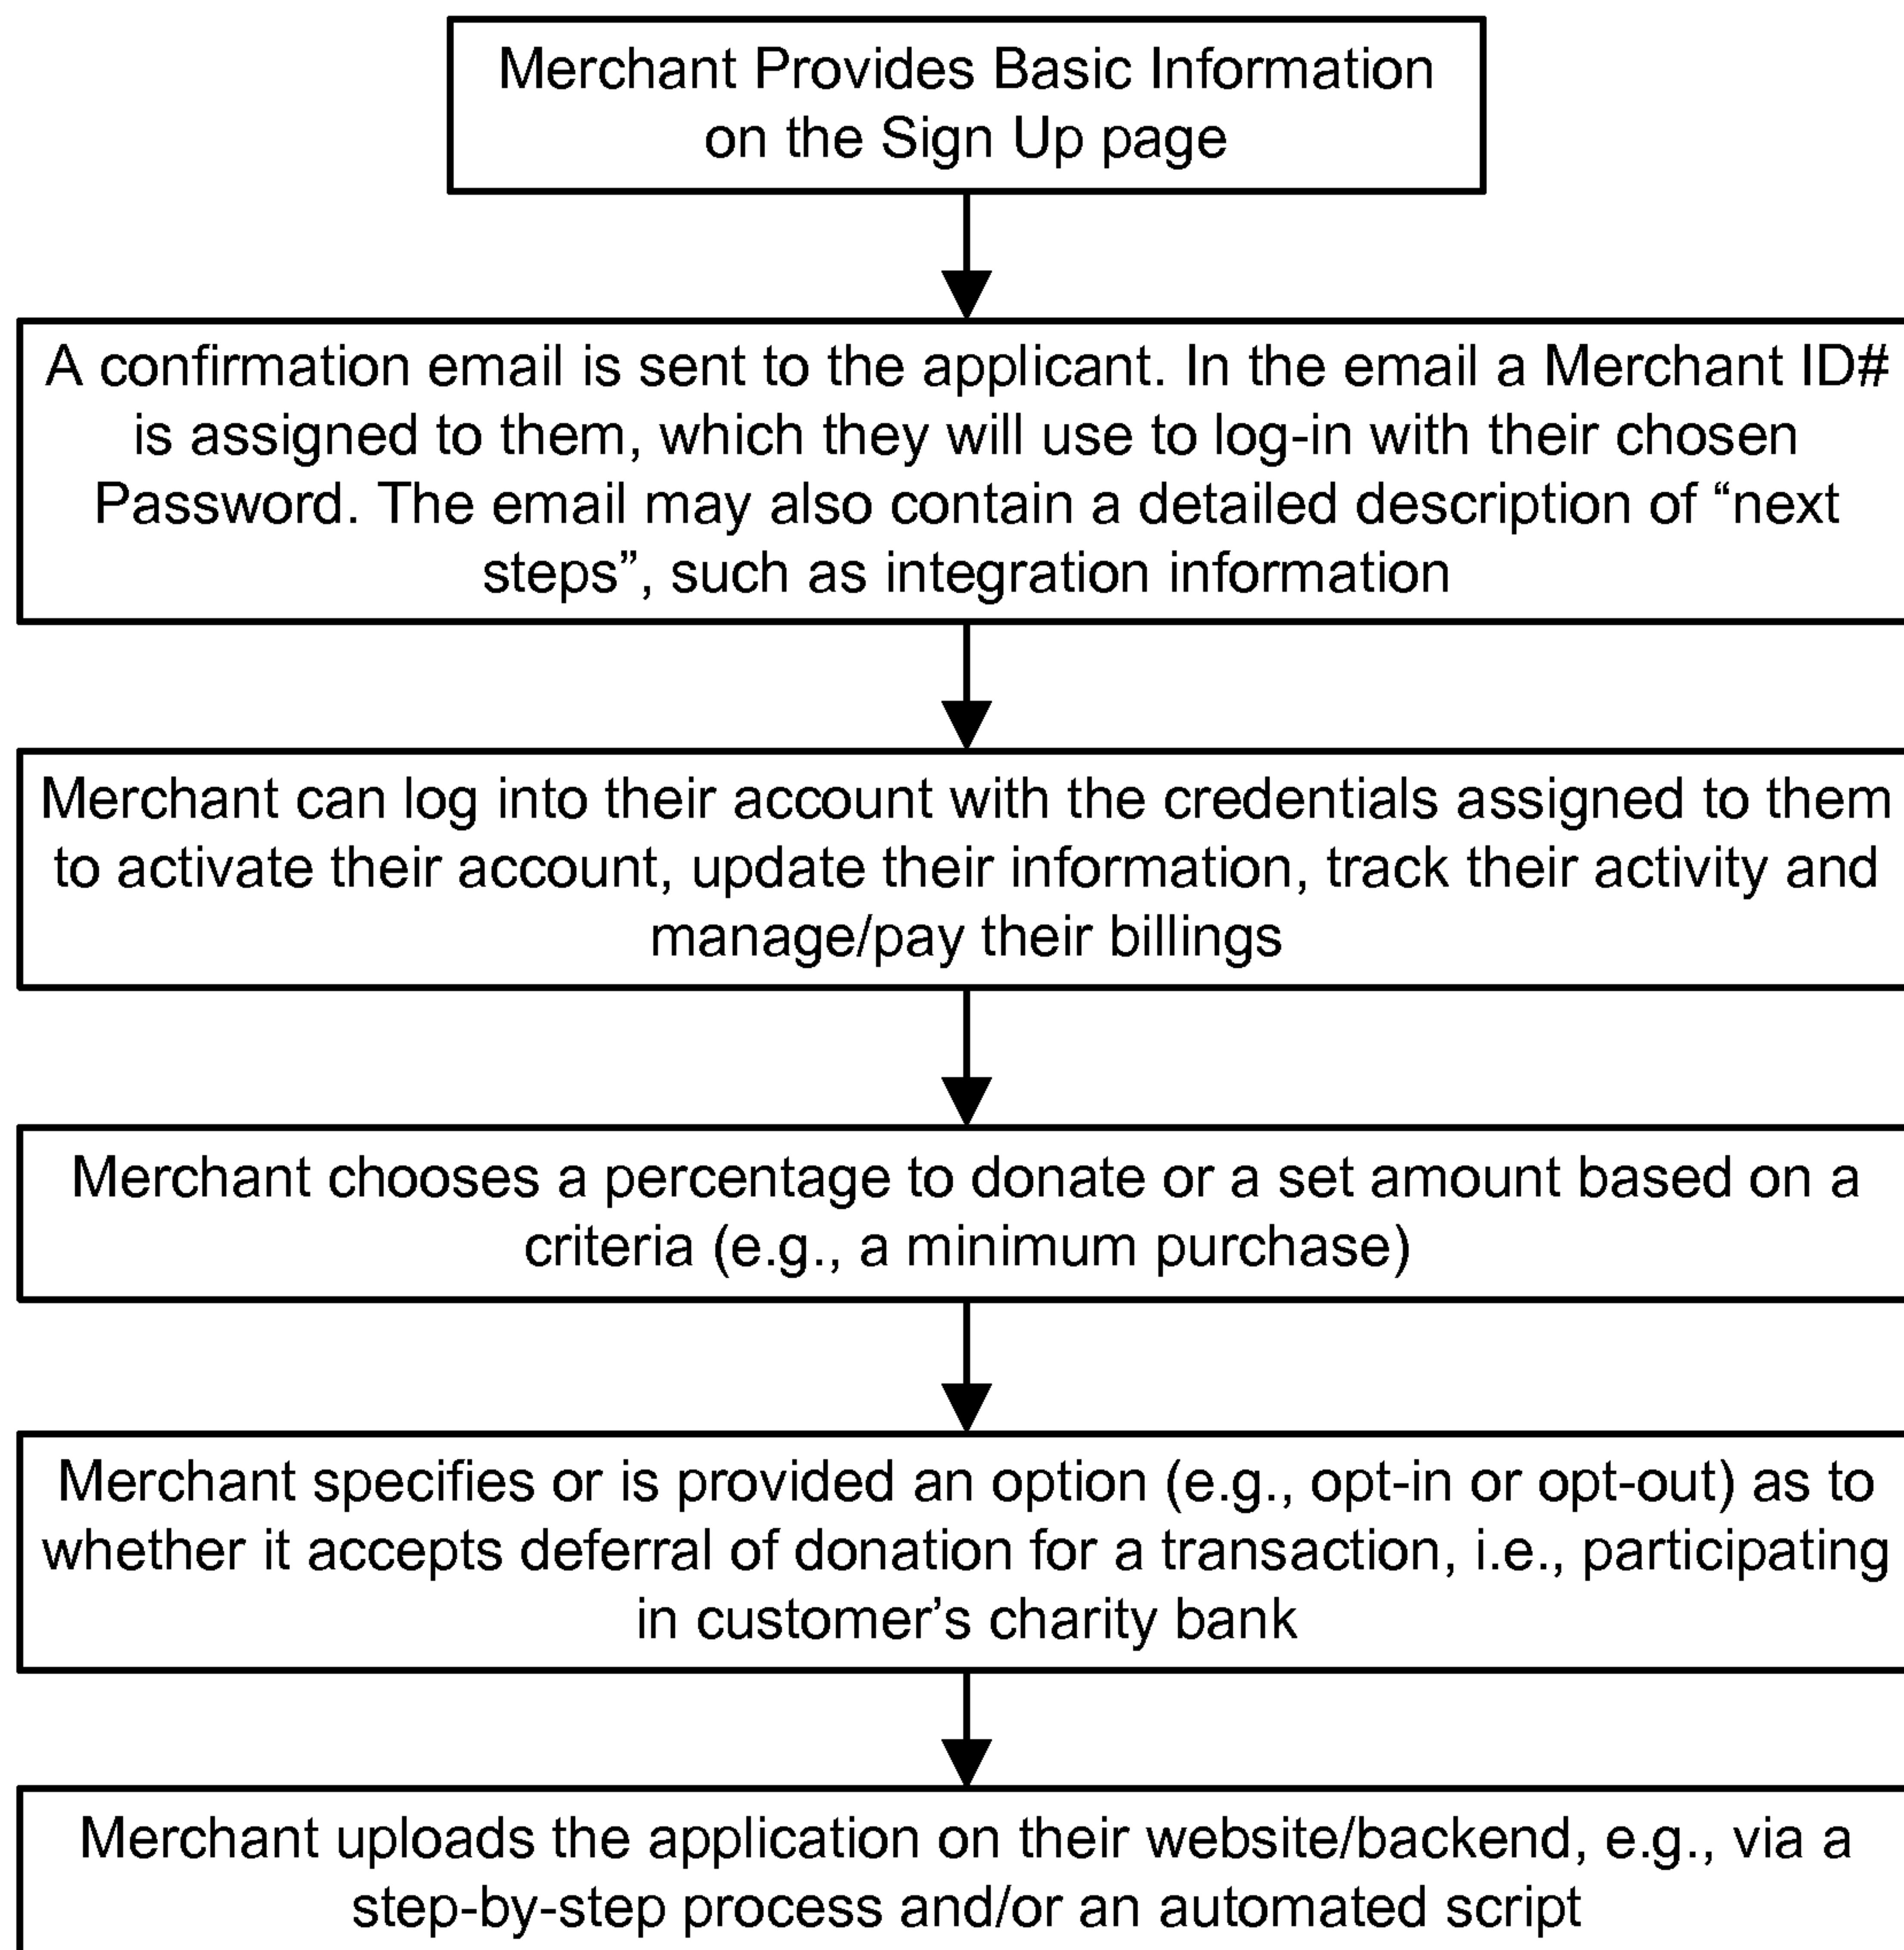 Merchant Provides Basic Information
on the Sign Up page
A confirmation email is sent to the applicant. In the email a Merchant ID#
is assigned to them, which they will use to log-in with their chosen
Password. The email may also contain a detailed description of “next
steps”, such as integration information
Merchant can log into their account with the credentials assigned to them
to activate their account, update their information, track their activity and
manage/pay their billings
Merchant chooses a percentage to donate or a set amount based on a
criteria (e.g., a minimum purchase)
Merchant specifies or is provided an option (e.g., opt-in or opt-out) as to
whether it accepts deferral of donation for a transaction, i.e., participating
in customer’s charity bank
Merchant uploads the application on their website/backend, e.g., via a
step-by-step process and/or an automated script